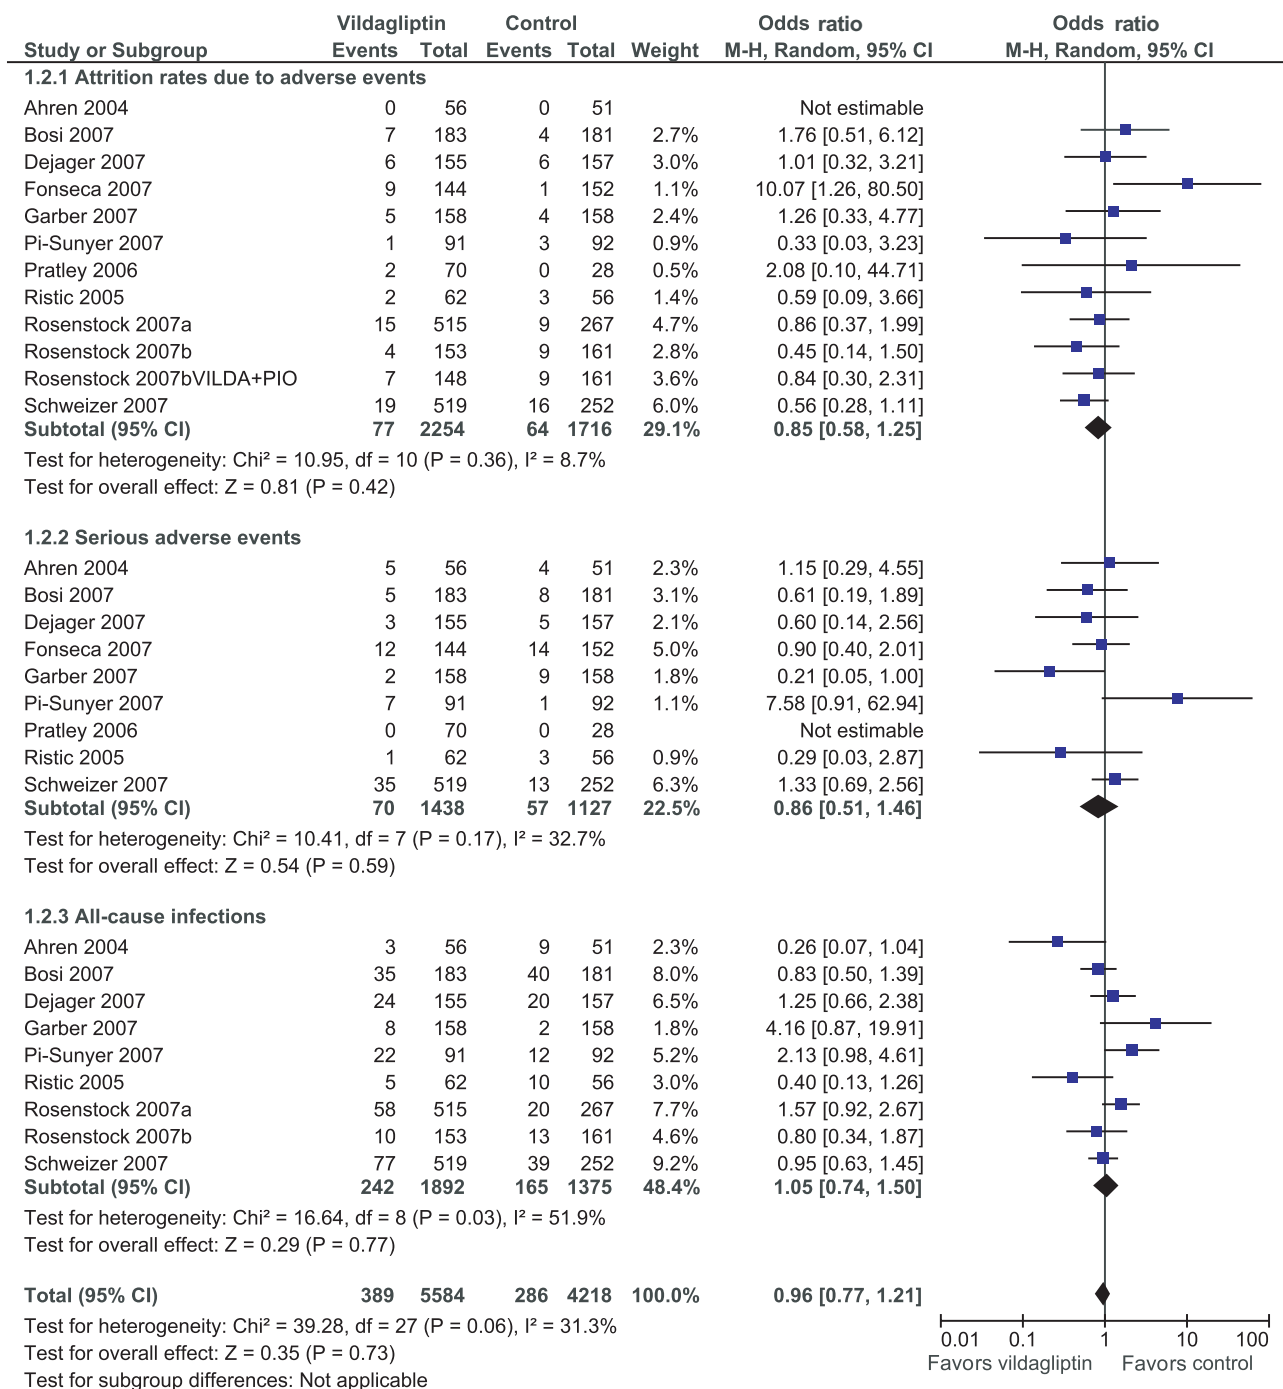 Vildagliptin Control Odds ratio Odds ratio
Study or Subgroup Events Total Events Total Weight M-H, Random, 95% CI M-H, Random, 95% CI
1.2.1 Attrition rates due to adverse events
Ahren 2004 0 56 0 51 Not estimable
Bosi 2007 7 183 4 181 2.7% 1.76 [0.51, 6.12]
Dejager 2007 6 155 6 157 3.0% 1.01 [0.32, 3.21]
Fonseca 2007 9 144 1 152 1.1% 10.07 [1.26, 80.50]
Garber 2007 5 158 4 158 2.4% 1.26 [0.33, 4.77]
Pi-Sunyer 2007 1 91 3 92 0.9% 0.33 [0.03, 3.23]
Pratley 2006 2 70 0 28 0.5% 2.08 [0.10, 44.71]
Ristic 2005 2 62 3 56 1.4% 0.59 [0.09, 3.66]
Rosenstock 2007a 15 515 9 267 4.7% 0.86 [0.37, 1.99]
Rosenstock 2007b 4 153 9 161 2.8% 0.45 [0.14, 1.50]
Rosenstock 2007bVILDA+PIO 7 148 9 161 3.6% 0.84 [0.30, 2.31]
Schweizer 2007 19 519 16 252 6.0% 0.56 [0.28, 1.11]
Subtotal (95% CI) 77 2254 64 1716 29.1% 0.85 [0.58, 1.25]
Test for heterogeneity: Chi² = 10.95, df = 10 (P = 0.36), I² = 8.7%
Test for overall effect: Z = 0.81 (P = 0.42)
1.2.2 Serious adverse events
Ahren 2004 5 56 4 51 2.3% 1.15 [0.29, 4.55]
Bosi 2007 5 183 8 181 3.1% 0.61 [0.19, 1.89]
Dejager 2007 3 155 5 157 2.1% 0.60 [0.14, 2.56]
Fonseca 2007 12 144 14 152 5.0% 0.90 [0.40, 2.01]
Garber 2007 2 158 9 158 1.8% 0.21 [0.05, 1.00]
Pi-Sunyer 2007 7 91 1 92 1.1% 7.58 [0.91, 62.94]
Pratley 2006 0 70 0 28 Not estimable
Ristic 2005 1 62 3 56 0.9% 0.29 [0.03, 2.87]
Schweizer 2007 35 519 13 252 6.3% 1.33 [0.69, 2.56]
Subtotal (95% CI) 70 1438 57 1127 22.5% 0.86 [0.51, 1.46]
Test for heterogeneity: Chi² = 10.41, df = 7 (P = 0.17), I² = 32.7%
Test for overall effect: Z = 0.54 (P = 0.59)
1.2.3 All-cause infections
Ahren 2004 3 56 9 51 2.3% 0.26 [0.07, 1.04]
Bosi 2007 35 183 40 181 8.0% 0.83 [0.50, 1.39]
Dejager 2007 24 155 20 157 6.5% 1.25 [0.66, 2.38]
Garber 2007 8 158 2 158 1.8% 4.16 [0.87, 19.91]
Pi-Sunyer 2007 22 91 12 92 5.2% 2.13 [0.98, 4.61]
Ristic 2005 5 62 10 56 3.0% 0.40 [0.13, 1.26]
Rosenstock 2007a 58 515 20 267 7.7% 1.57 [0.92, 2.67]
Rosenstock 2007b 10 153 13 161 4.6% 0.80 [0.34, 1.87]
Schweizer 2007 77 519 39 252 9.2% 0.95 [0.63, 1.45]
Subtotal (95% CI) 242 1892 165 1375 48.4% 1.05 [0.74, 1.50]
Test for heterogeneity: Chi² = 16.64, df = 8 (P = 0.03), I² = 51.9%
Test for overall effect: Z = 0.29 (P = 0.77)
Total (95% CI) 389 5584 286 4218 100.0% 0.96 [0.77, 1.21]
Test for heterogeneity: Chi² = 39.28, df = 27 (P = 0.06), I² = 31.3%
Test for overall effect: Z = 0.35 (P = 0.73)
Test for subgroup differences: Not applicable
0.01 0.1 1 10 100
Favors vildagliptin Favors control